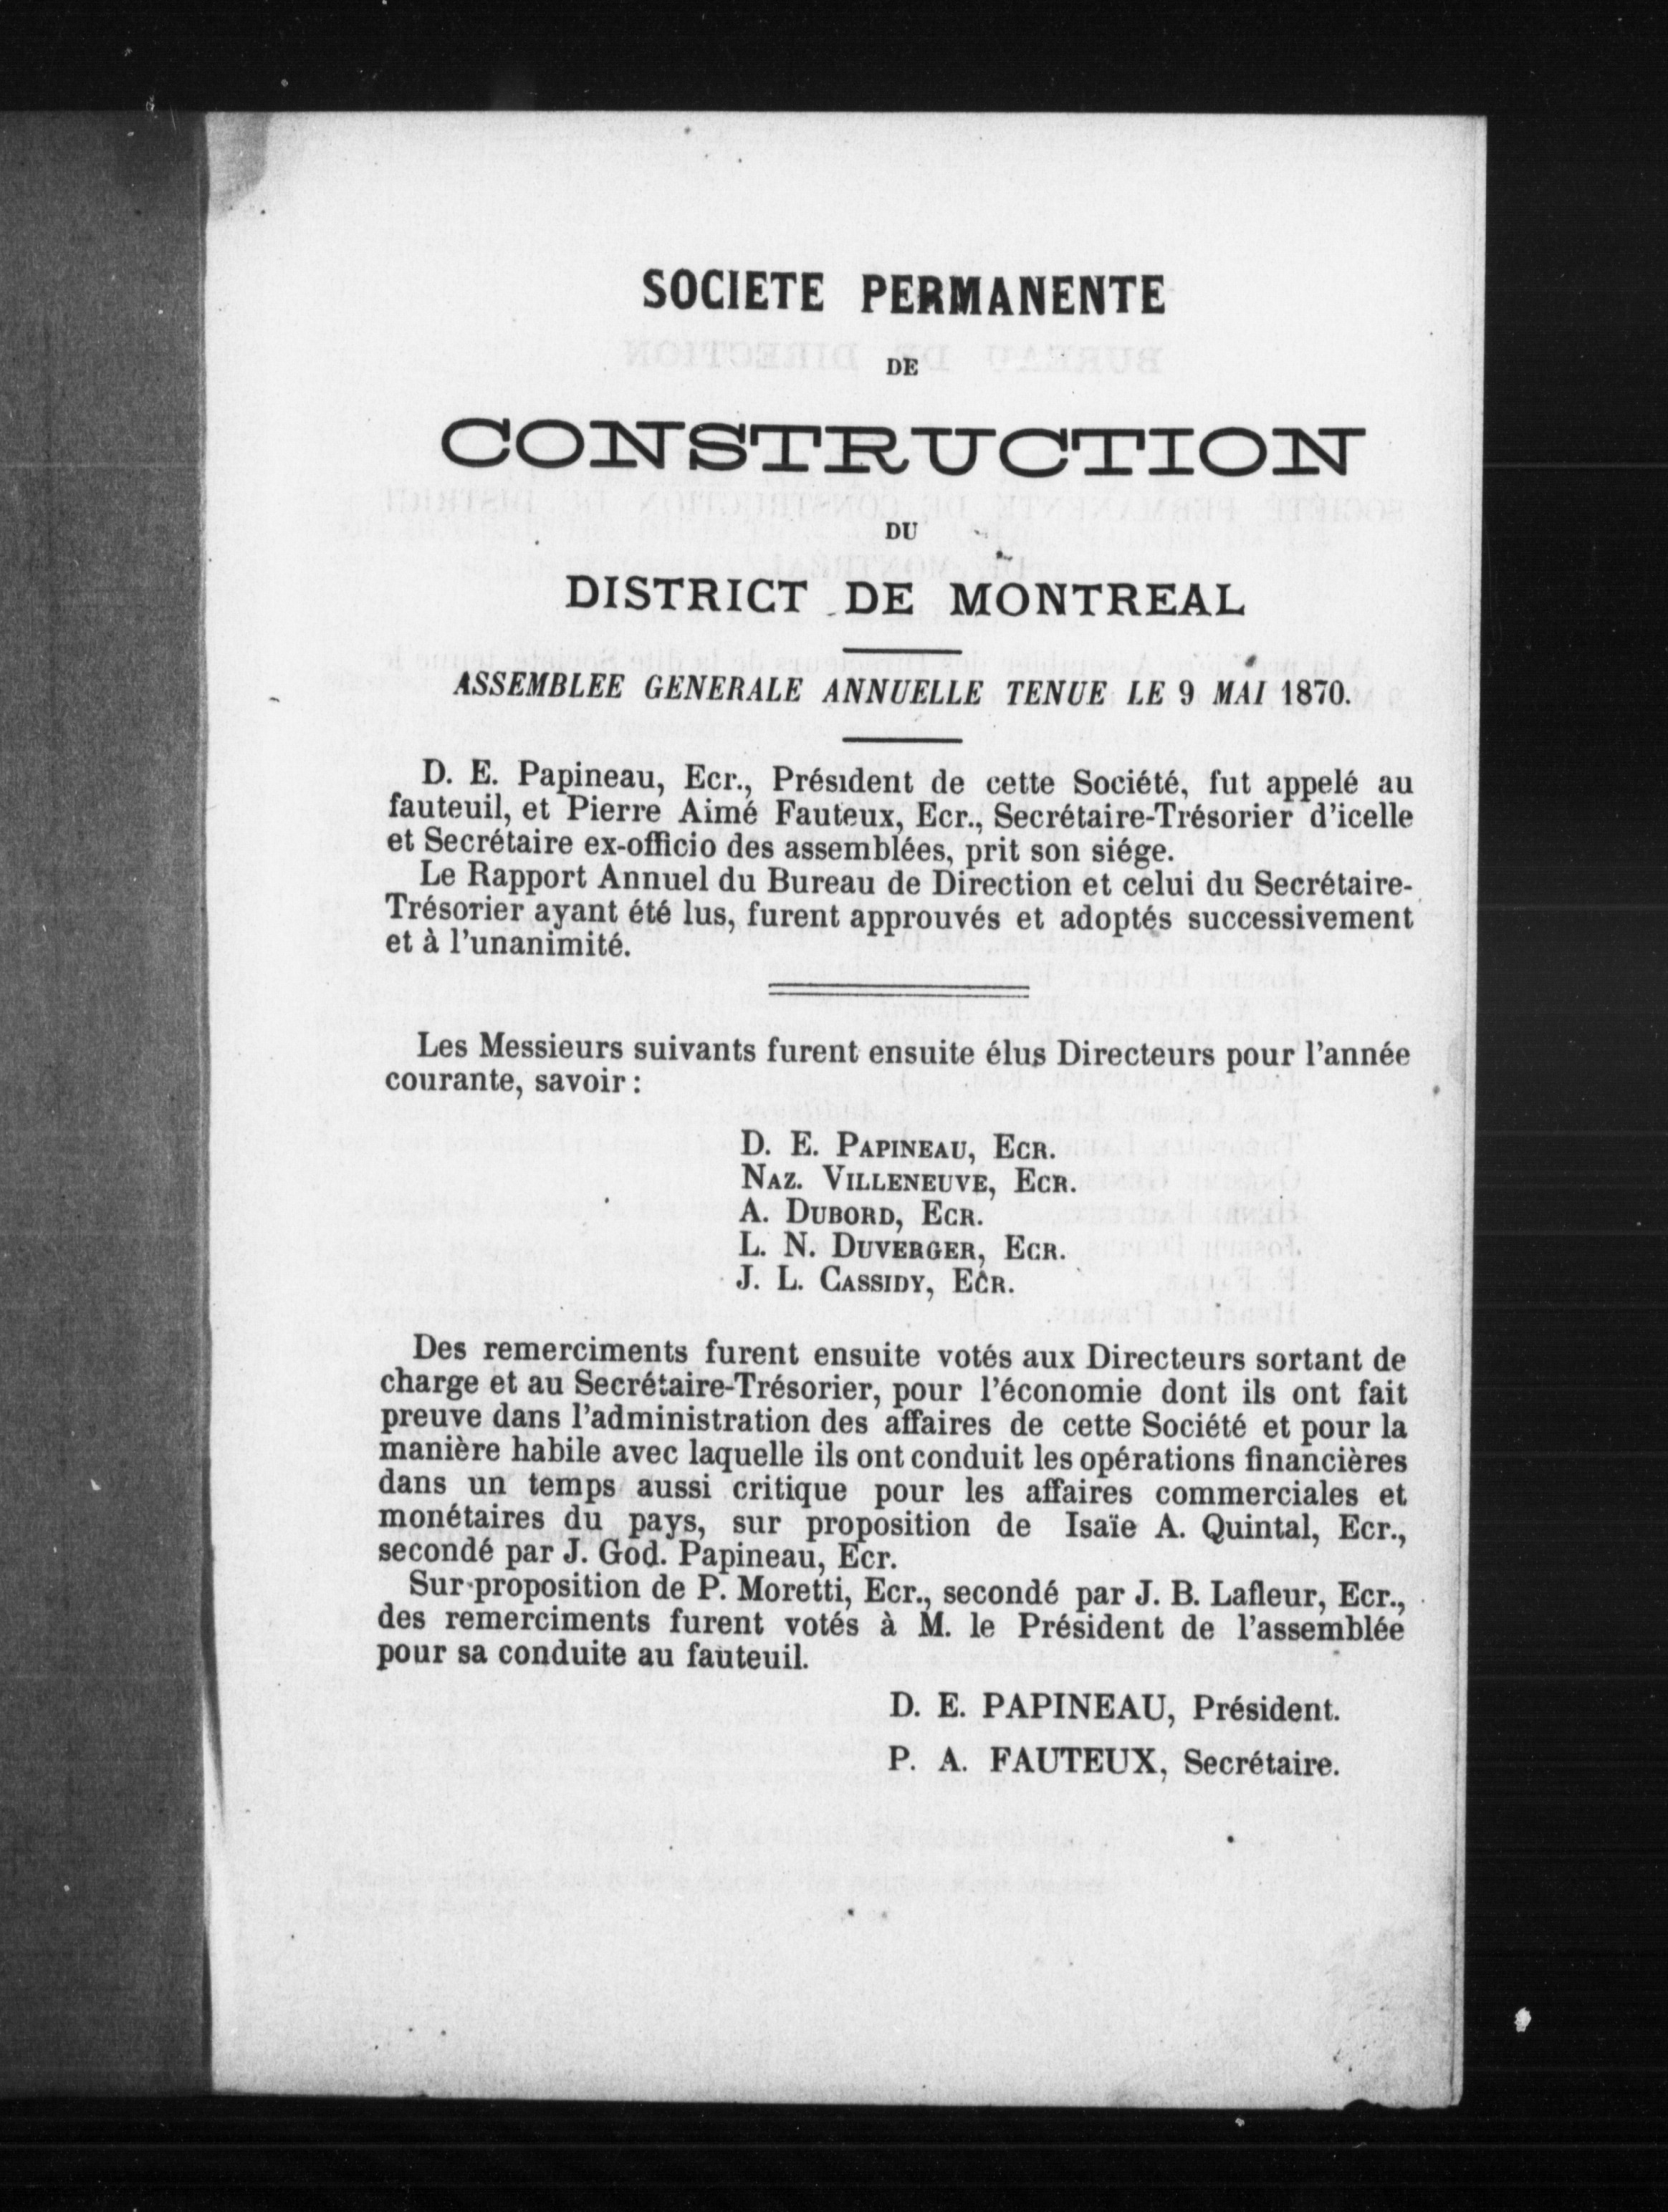 SOCIETE PERMANENTE
DE
CONSTRUCTION
DU
DISTRICT DE MONTREAL
ASSEMBLEE GENERALE ANNUELLE TENUE LE 9 MAI 1870.
D. E. Papineau, Ecr., Président de cette Société, fut appelé au
fauteuil, et Pierre Aimé Fauteux, Ecr., Secrétaire-Trésorier d'icelle
et Secrétaire ex-officio des assemblées, prit son siége.
Le Rapport Annuel du Bureau de Direction et celui du Secrétaire-
Trésorier ayant été lus, furent approuvés et adoptés successivement
et à l'unanimité.
Les Messieurs suivants furent ensuite élus Directeurs pour l'année
courante, savoir :
D. E. PAPINEAU, ECR.
NAZ. VILLENEUVE, ECR.
A. DUBORD, ECR.
L. N. DUVERGER, ECR.
J. L. CASSIDY, ECR.
Des remerciments furent ensuite votés aux Directeurs sortant de
charge et au Secrétaire-Trésorier, pour l'économie dont ils ont fait
preuve dans l'administration des affaires de cette Société et pour la
manière habile avec laquelle ils ont conduit les opérations financières
dans un temps aussi critique pour les affaires commerciales et
monétaires du pays, sur proposition de Isaïe A. Quintal, Ecr.,
secondé par J. God. Papineau, Ecr.
Sur proposition de P. Moretti, Ecr., secondé par J. B. Lafleur, Ecr.,
des remerciments furent votés à M. le Président de l'assemblée
pour sa conduite au fauteuil.
D. E. PAPINEAU, Président.
P. A. FAUTEUX, Secrétaire.